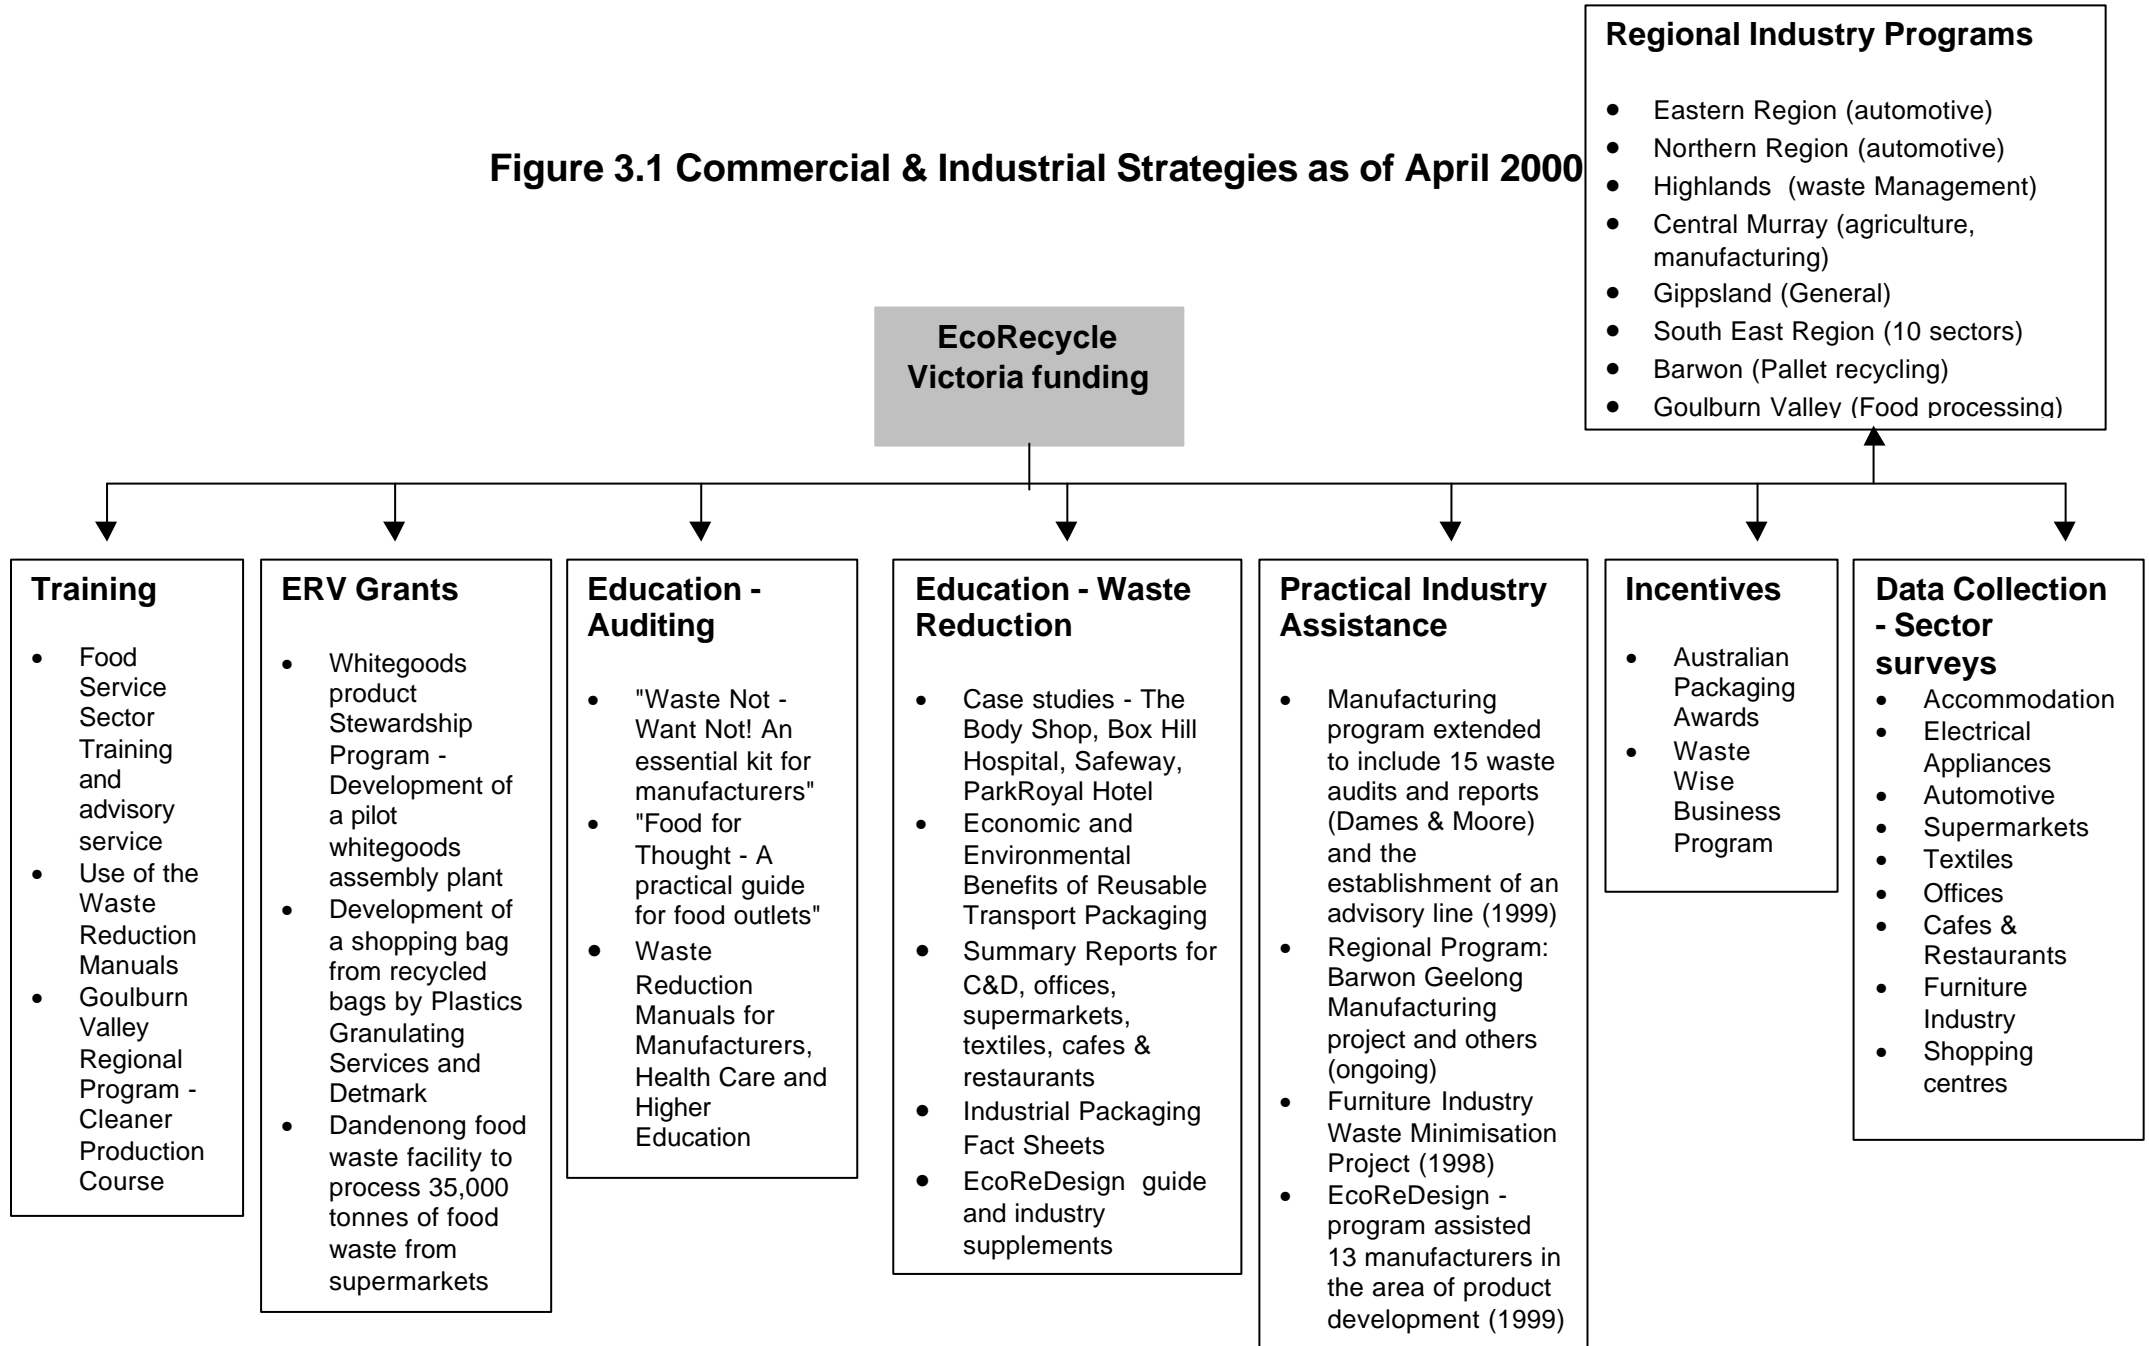 Regional Industry Programs
• Eastern Region (automotive)
• Northern Region (automotive)
• Highlands  (waste Management)
• Central Murray (agriculture,
manufacturing)
• Gippsland (General)
• South East Region (10 sectors)
• Barwon (Pallet recycling)
• Goulburn Valley (Food processing)
Figure 3.1 Commercial & Industrial Strategies as of April 2000
EcoRecycle
Victoria funding
Training
• Food
Service
Sector
Training
and
advisory
service
• Use of the
Waste
Reduction
Manuals
• Goulburn
Valley
Regional
Program -
Cleaner
Production
Course
ERV Grants
• Whitegoods
product
Stewardship
Program -
Development of
a pilot
whitegoods
assembly plant
• Development of
a shopping bag
from recycled
bags by Plastics
Granulating
Services and
Detmark
• Dandenong food
waste facility to
process 35,000
tonnes of food
waste from
supermarkets
Education -
Auditing
• "Waste Not -
Want Not! An
essential kit for
manufacturers"
• "Food for
Thought - A
practical guide
for food outlets"
• Waste
Reduction
Manuals for
Manufacturers,
Health Care and
Higher
Education
Education - Waste
Reduction
• Case studies - The
Body Shop, Box Hill
Hospital, Safeway,
ParkRoyal Hotel
• Economic and
Environmental
Benefits of Reusable
Transport Packaging
• Summary Reports for
C&D, offices,
supermarkets,
textiles, cafes &
restaurants
• Industrial Packaging
Fact Sheets
• EcoReDesign  guide
and industry
supplements
Practical Industry
Assistance
• Manufacturing
program extended
to include 15 waste
audits and reports
(Dames & Moore)
and the
establishment of an
advisory line (1999)
• Regional Program:
Barwon Geelong
Manufacturing
project and others
(ongoing)
• Furniture Industry
Waste Minimisation
Project (1998)
• EcoReDesign -
program assisted
13 manufacturers in
the area of product
development (1999)
Incentives
• Australian
Packaging
Awards
• Waste
Wise
Business
Program
Data Collection
- Sector
surveys
• Accommodation
• Electrical
Appliances
• Automotive
• Supermarkets
• Textiles
• Offices
• Cafes &
Restaurants
• Furniture
Industry
• Shopping
centres